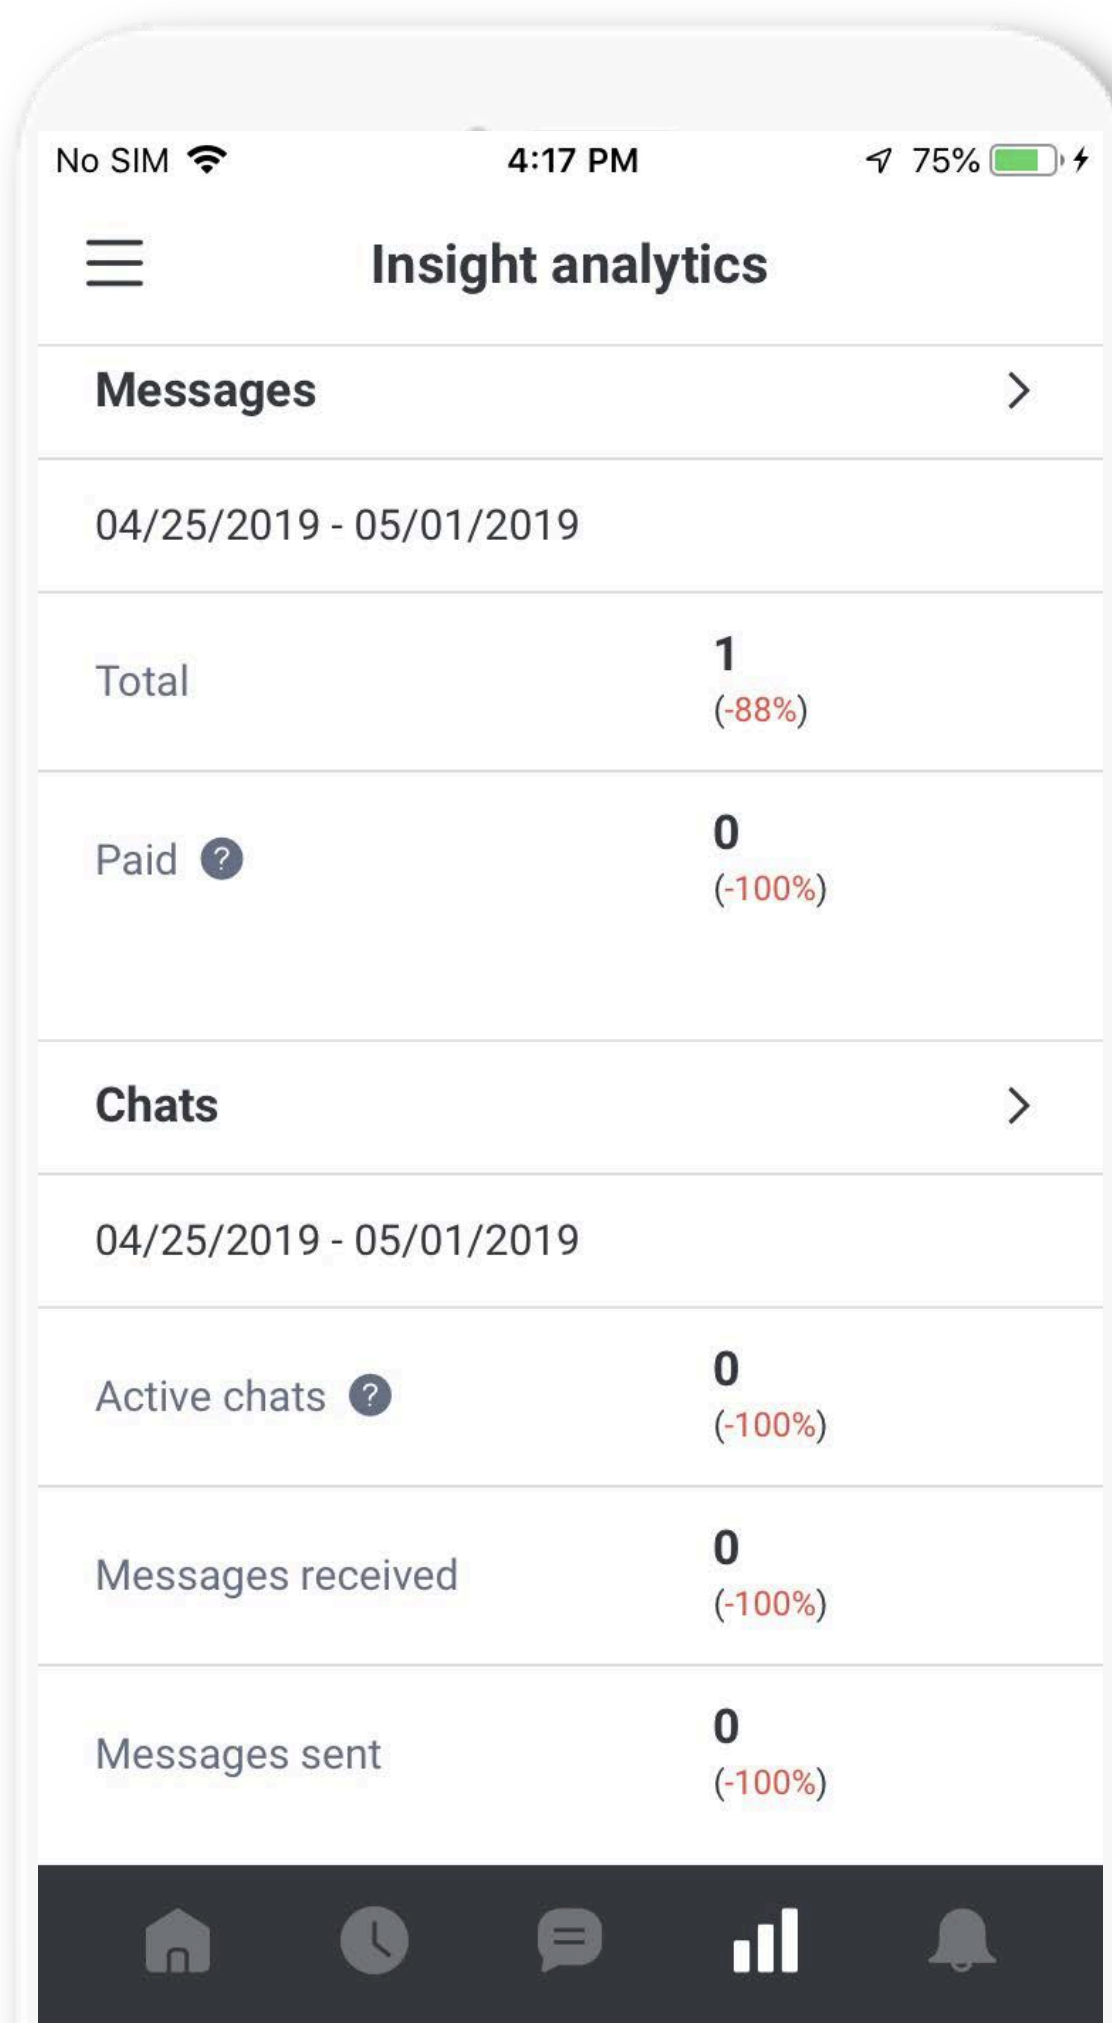 No SIM 4:17 PM 75%
Insight analytics
Messages
04/25/2019 - 05/01/2019
Total 1
(-88%)
Paid ? 0
(-100%)
Chats
04/25/2019 - 05/01/2019
Active chats ? 0
(-100%)
Messages received 0
(-100%)
Messages sent 0
(-100%)